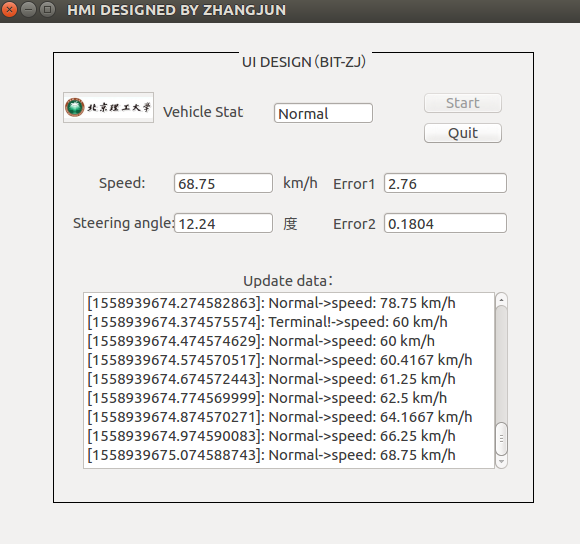 HMI DESIGNED BY ZHANGJUN
UI DESIGN(BIT-ZJ)
北京理工大学 Vehicle Stat Normal Start
Quit
Speed: 68.75 km/h Error1 2.76
Steering angle: 12.24 度 Error2 0.1804
Update data:
[1558939674.274582863]: Normal->speed: 78.75 km/h
[1558939674.374575574]: Terminal!->speed: 60 km/h
[1558939674.474574629]: Normal->speed: 60 km/h
[1558939674.574570517]: Normal->speed: 60.4167 km/h
[1558939674.674572443]: Normal->speed: 61.25 km/h
[1558939674.774569999]: Normal->speed: 62.5 km/h
[1558939674.874570271]: Normal->speed: 64.1667 km/h
[1558939674.974590083]: Normal->speed: 66.25 km/h
[1558939675.074588743]: Normal->speed: 68.75 km/h